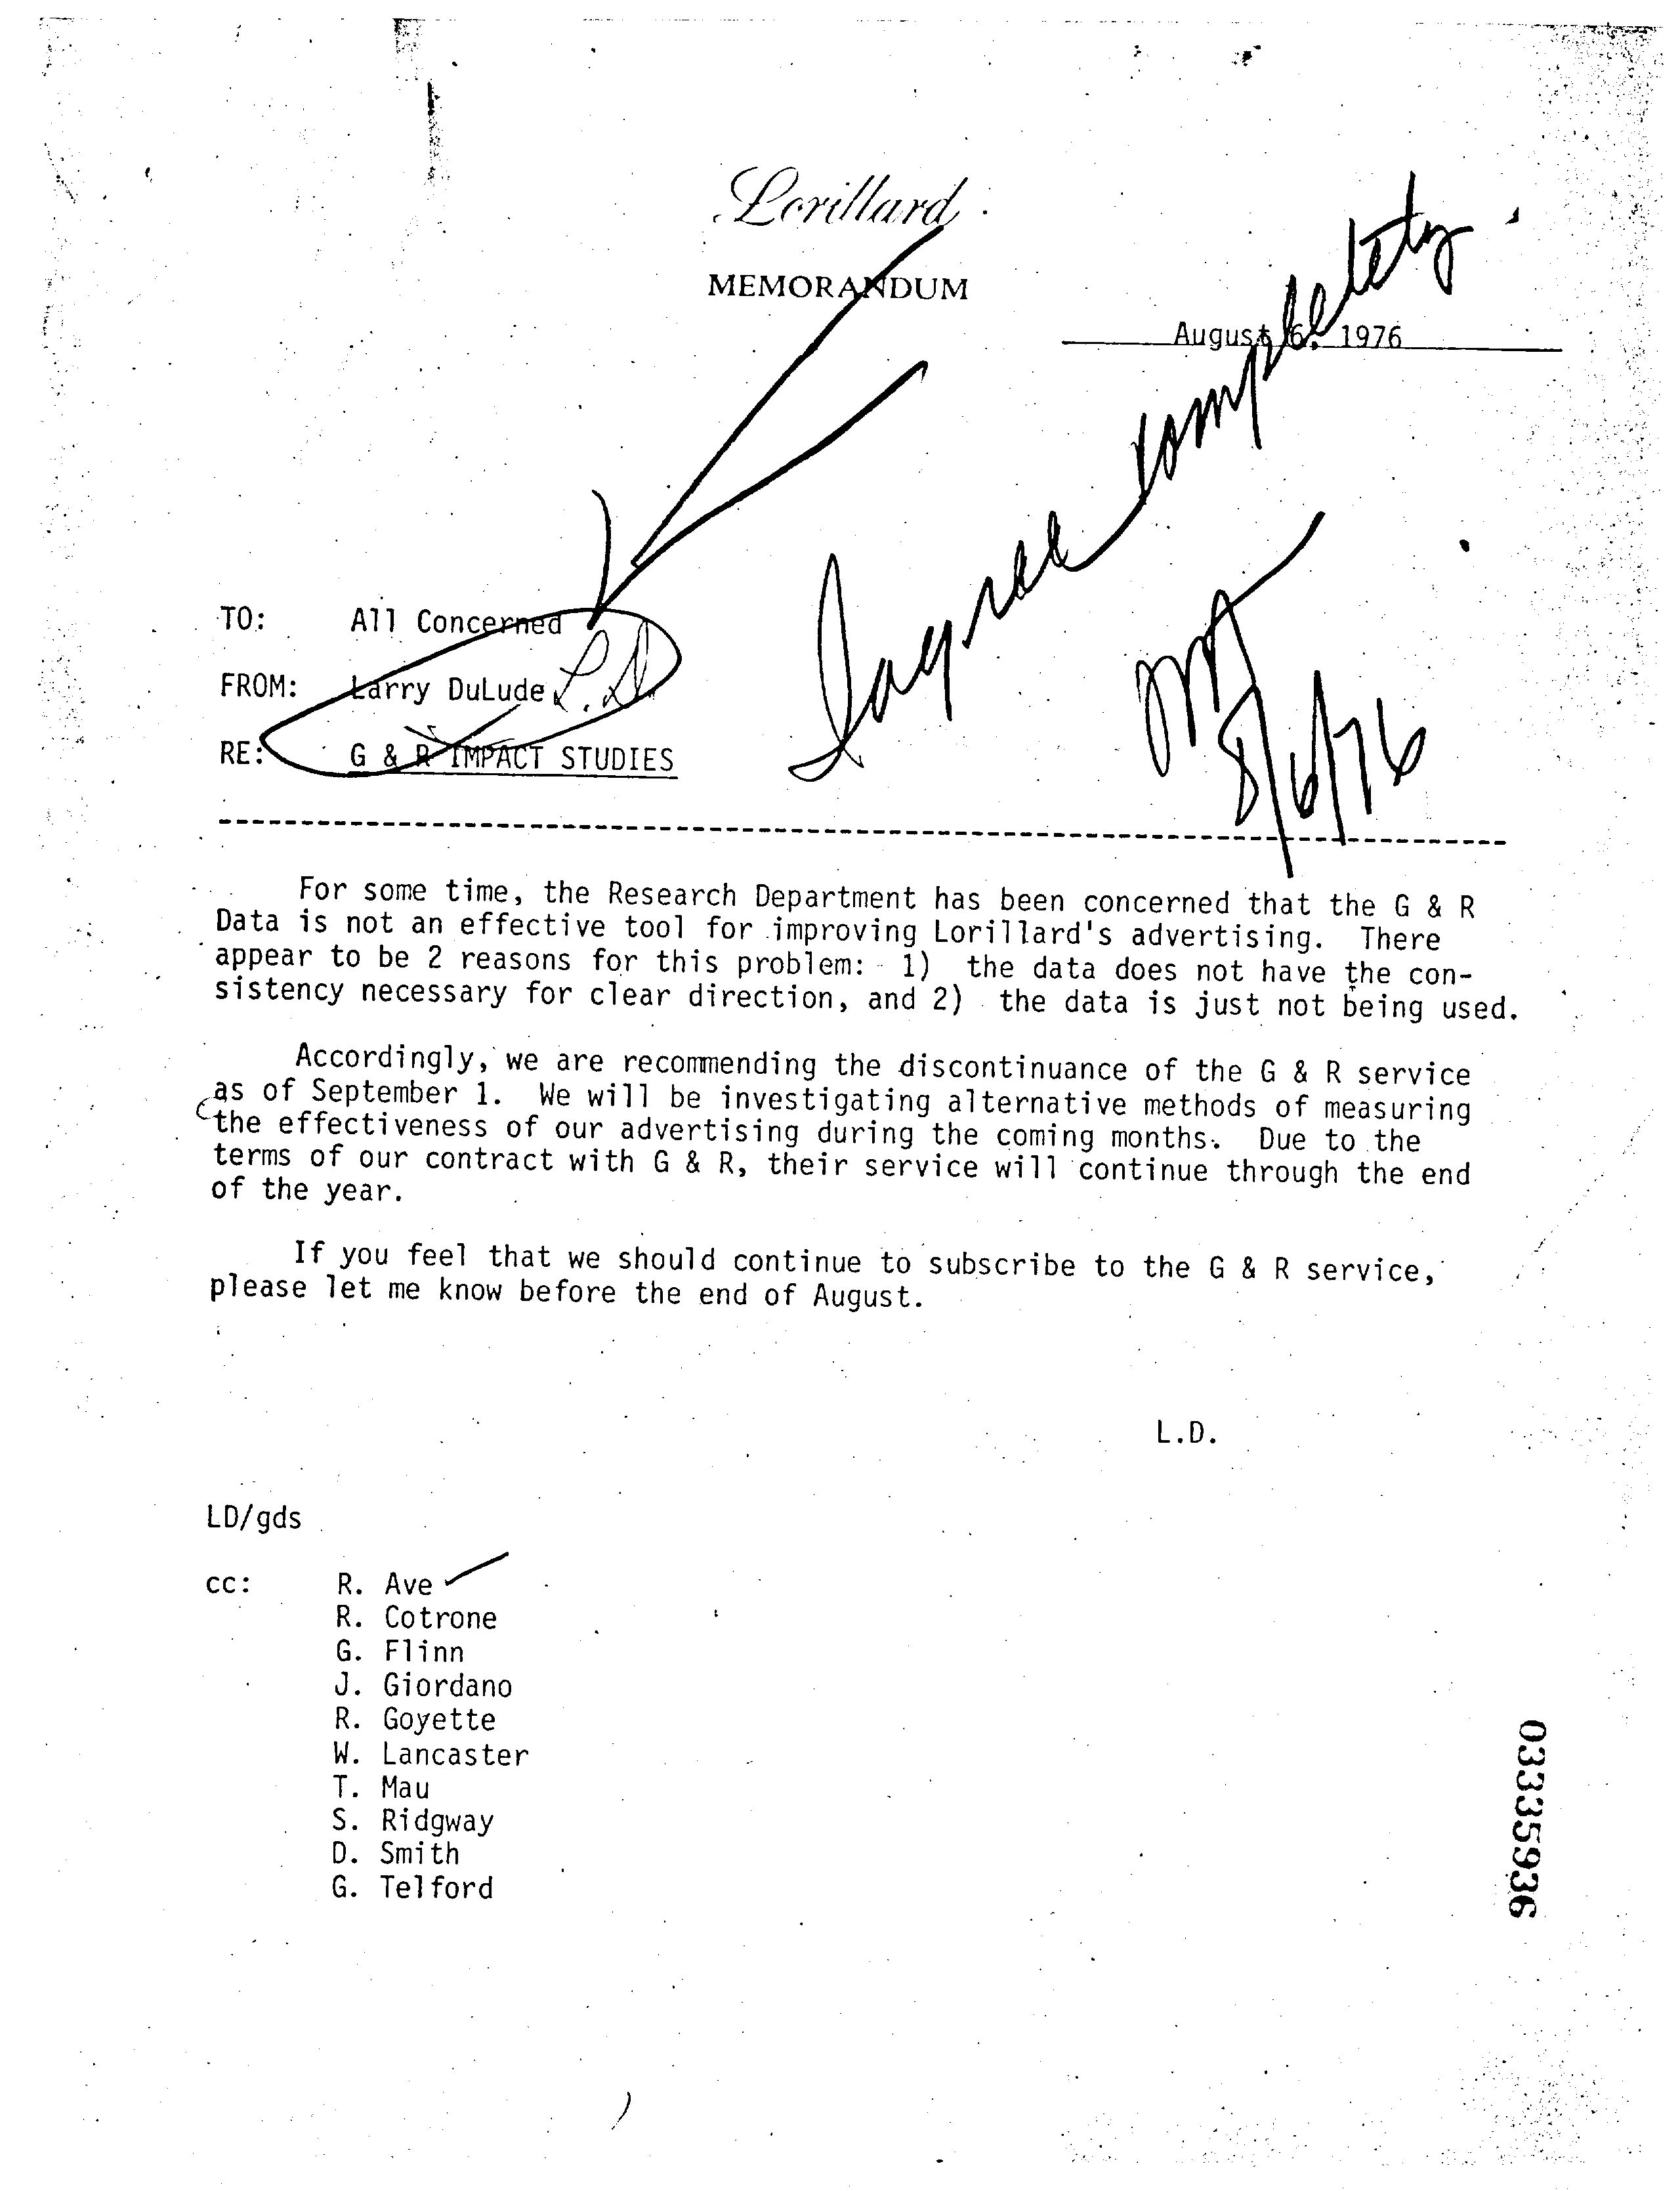 Lorillard
MEMORANDUM
August 6, 1976
I agree completely.
8/6/76
TO: All Concerned
FROM: Larry DuLude L.D.
RE: G & R IMPACT STUDIES
For some time, the Research Department has been concerned that the G & R
Data is not an effective tool for improving Lorillard's advertising. There
appear to be 2 reasons for this problem: 1) the data does not have the con-
sistency necessary for clear direction, and 2) the data is just not being used.
Accordingly, we are recommending the discontinuance of the G & R service
as of September 1. We will be investigating alternative methods of measuring
the effectiveness of our advertising during the coming months. Due to the
terms of our contract with G & R, their service will continue through the end
of the year.
If you feel that we should continue to subscribe to the G & R service,
please let me know before the end of August.
L.D.
LD/gds
cc: R. Ave
R. Cotrone
G. Flinn
J. Giordano
R. Goyette
W. Lancaster
T. Mau
S. Ridgway
D. Smith
G. Telford
03335936